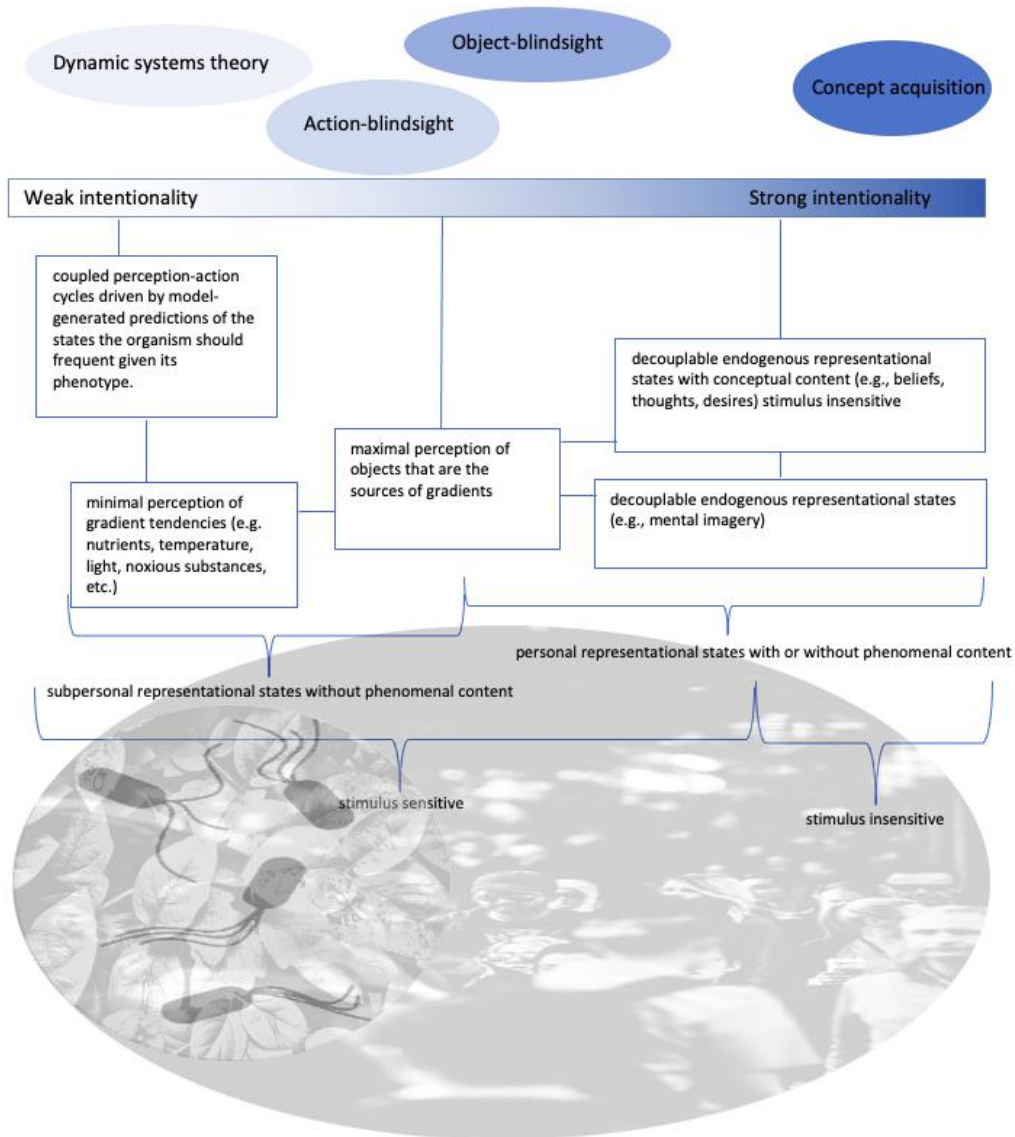 Dynamic systems theory
Object-blindsight
Action-blindsight
Concept acquisition
Weak intentionality
Strong intentionality
coupled perception-action
cycles driven by model-
generated predictions of the
states the organism should
frequent given its
phenotype.
minimal perception of
gradient tendencies (e.g.
nutrients, temperature,
light, noxious substances,
etc.)
maximal perception of
objects that are the
sources of gradients
decouplable endogenous representational
states with conceptual content (e.g., beliefs,
thoughts, desires) stimulus insensitive
decouplable endogenous representational states
(e.g., mental imagery)
personal representational states with or without phenomenal content
subpersonal representational states without phenomenal content
stimulus sensitive
stimulus insensitive